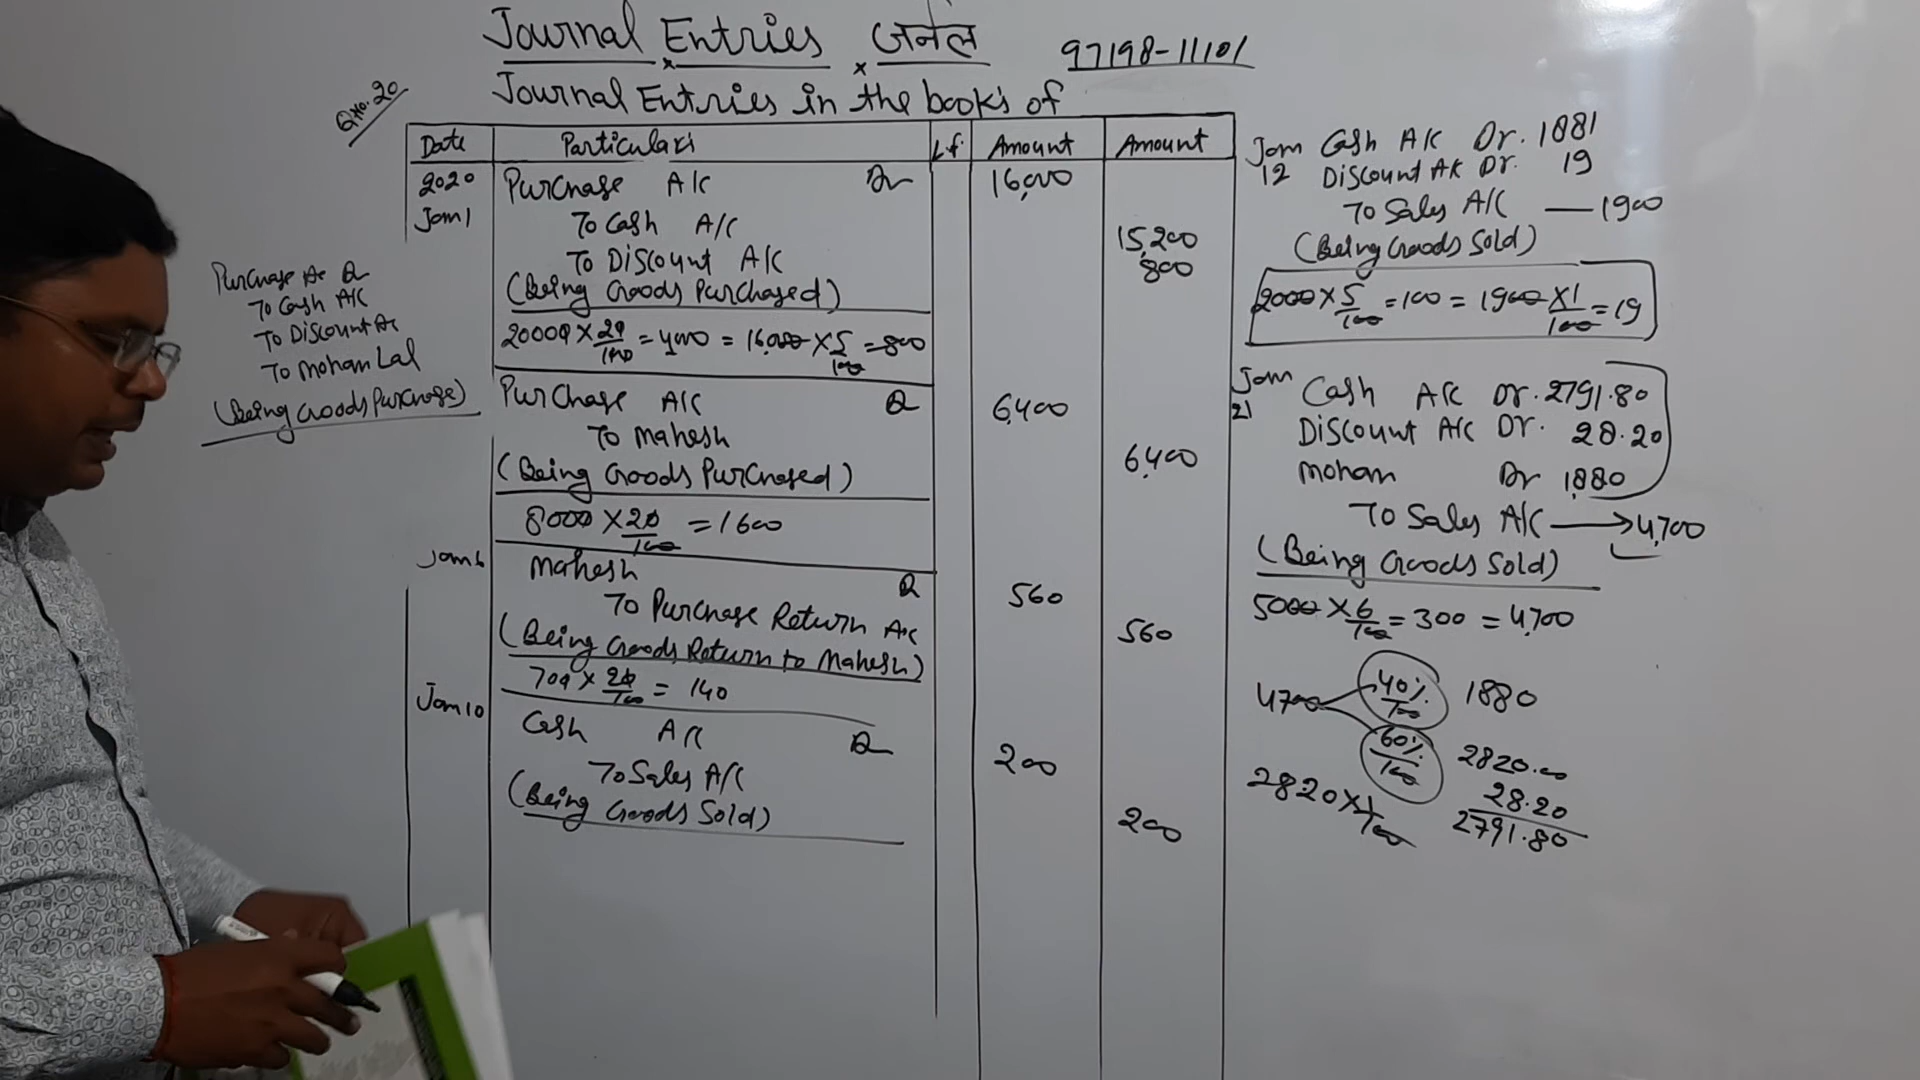 Journal Entries जर्नल 97198-11101
Q.No.20
Journal Entries in the books of
Date Particulars L.f. Amount Amount
2020 Purchase A/c Dr 16,000
Jan 1 To Cash A/c 15,200
To Discount A/c 800
(Being Goods Purchased)
20000 × 20/100 = 4000 = 16,000 × 5/100 = 800
Purchase A/c Dr 6,400
To Mahesh 6,400
(Being Goods Purchased)
8000 × 20/100 = 1600
Jan 6 Mahesh Dr 560
To Purchase Return A/c 560
(Being Goods Return to Mahesh)
700 × 20/100 = 140
Jan 10 Cash A/c Dr 200
To Sales A/c 200
(Being Goods Sold)
Purchase Ac Dr
To Cash A/c
To Discount Ac
To Mohan Lal
(Being Goods Purchase)
Jan 12 Cash A/c Dr. 1881
Discount A/c Dr. 19
To Sales A/c — 1900
(Being Goods Sold)
2000 × 5/100 = 100 = 1900 × 1/100 = 19
Jan 21 Cash A/c Dr. 2791.80
Discount A/c Dr. 28.20
Mohan Dr 1,880
To Sales A/c → 4,700
(Being Goods Sold)
5000 × 6/100 = 300 = 4,700
4700 40%/100 1880
60%/100 2820.00
2820 × 1/100 28.20
2791.80